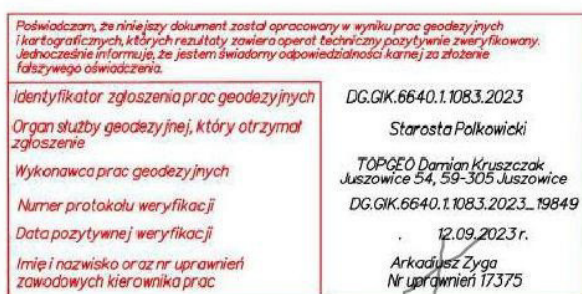 Poświadczam, że niniejszy dokument został opracowany w wyniku prac geodezyjnych
i kartograficznych, których rezultaty zawiera operat techniczny pozytywnie zweryfikowany.
Jednocześnie informuję, że jestem świadomy odpowiedzialności karnej za złożenie
fałszywego oświadczenia.
Identyfikator zgłoszenia prac geodezyjnych DG.GIK.6640.1.1083.2023
Organ służby geodezyjnej, który otrzymał Starosta Polkowicki
zgłoszenie
Wykonawca prac geodezyjnych TOPGEO Damian Kruszczak
Juszowice 54, 59-305 Juszowice
Numer protokołu weryfikacji DG.GIK.6640.1.1083.2023_19849
Data pozytywnej weryfikacji 12.09.2023 r.
Imię i nazwisko oraz nr uprawnień Arkadiusz Zyga
zawodowych kierownika prac Nr uprawnień 17375